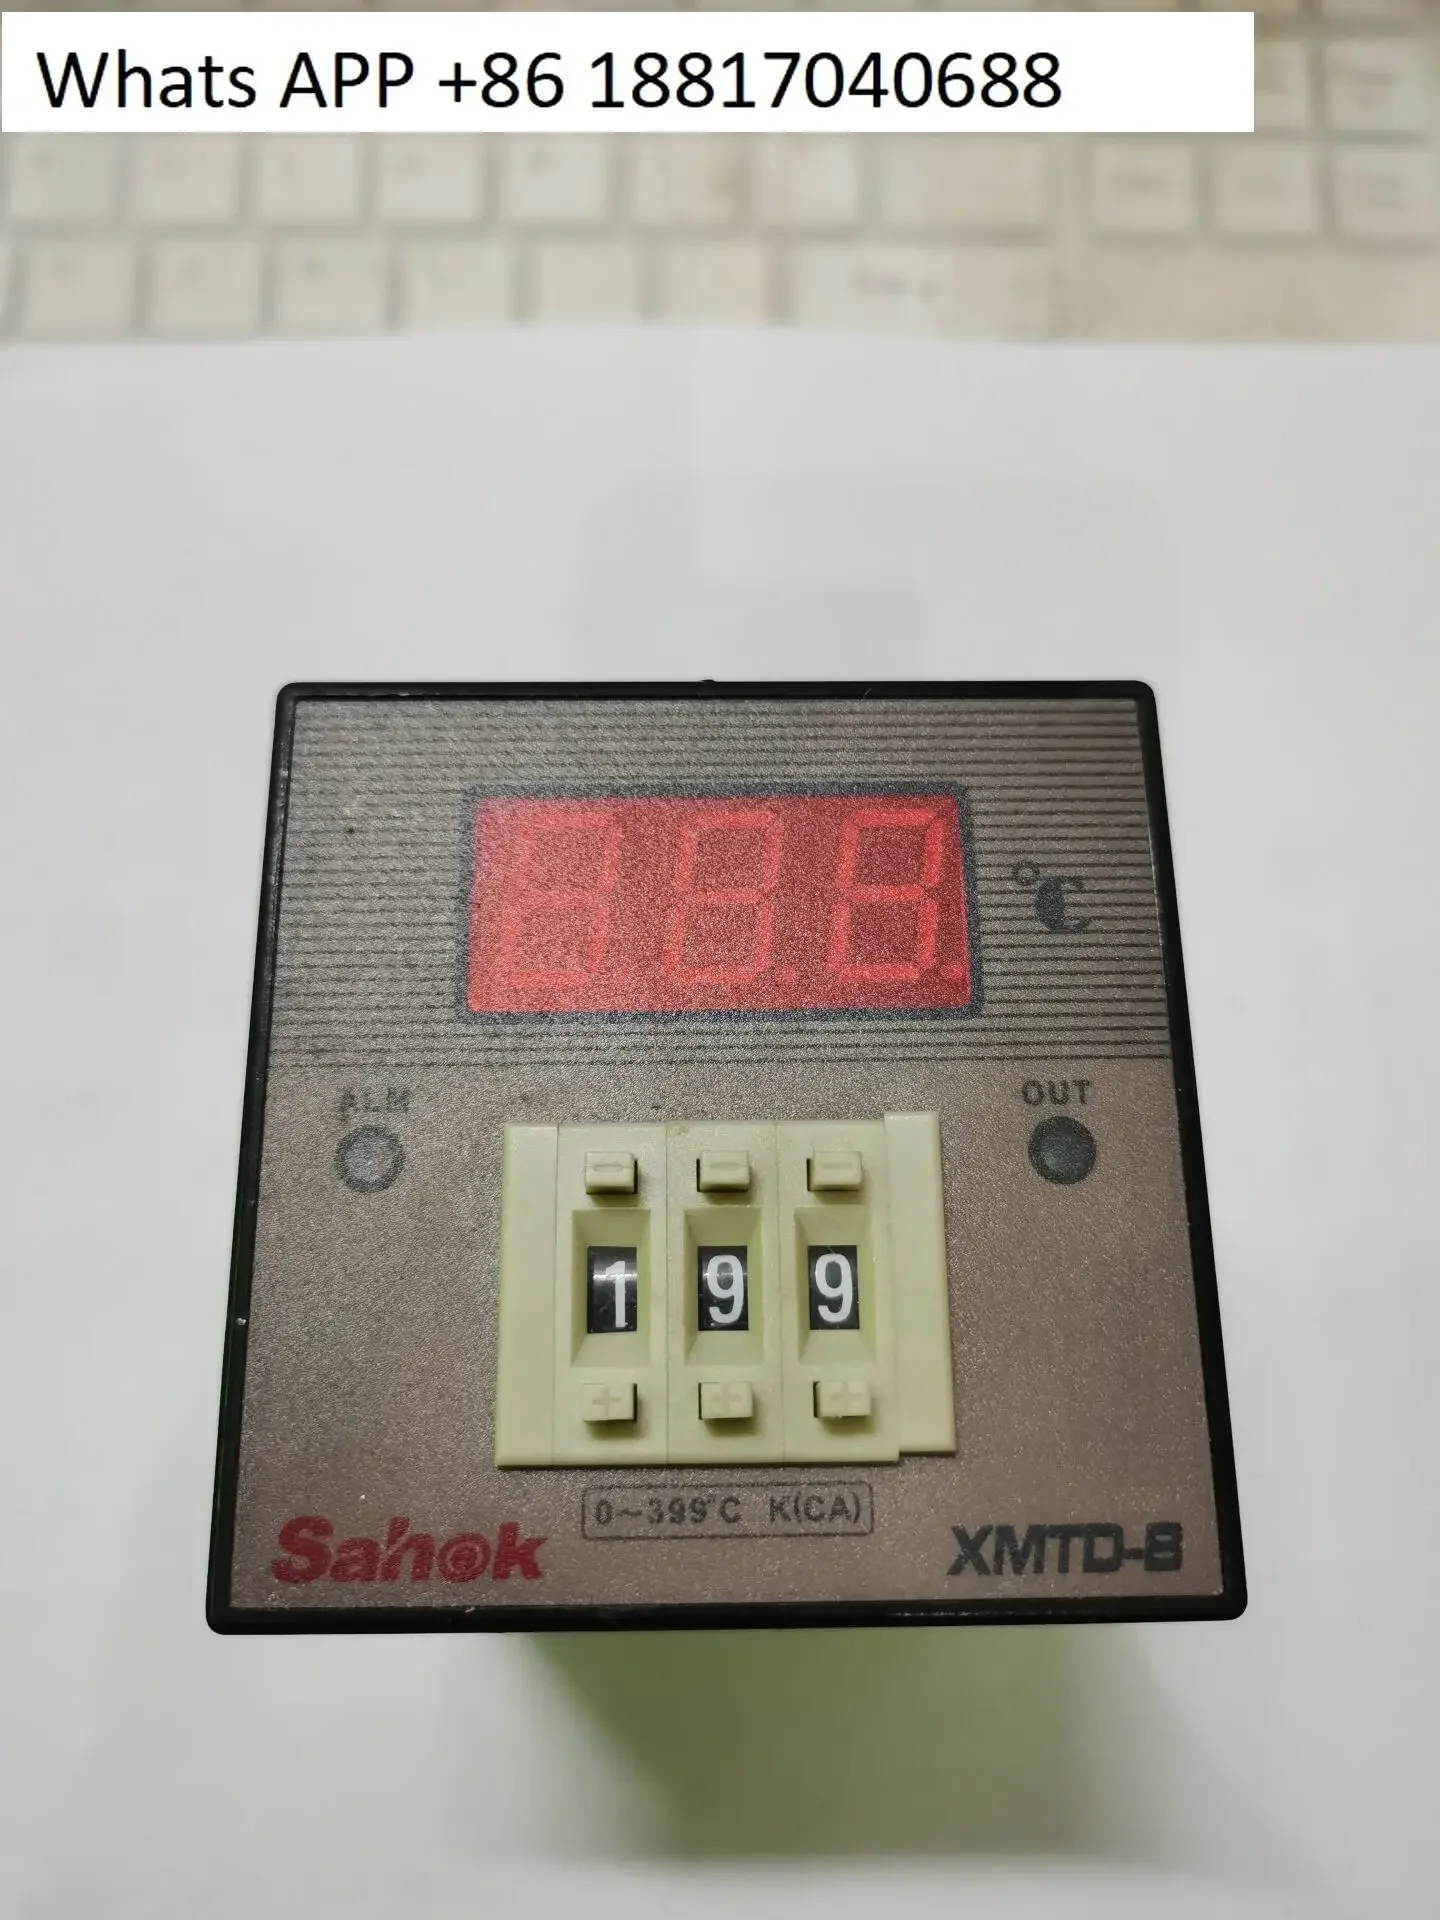 Whats APP +86 18817040688
°C
ALM
OUT
- - -
1 9 9
+ + +
0~399°C K(CA)
Sahok
XMTD-8